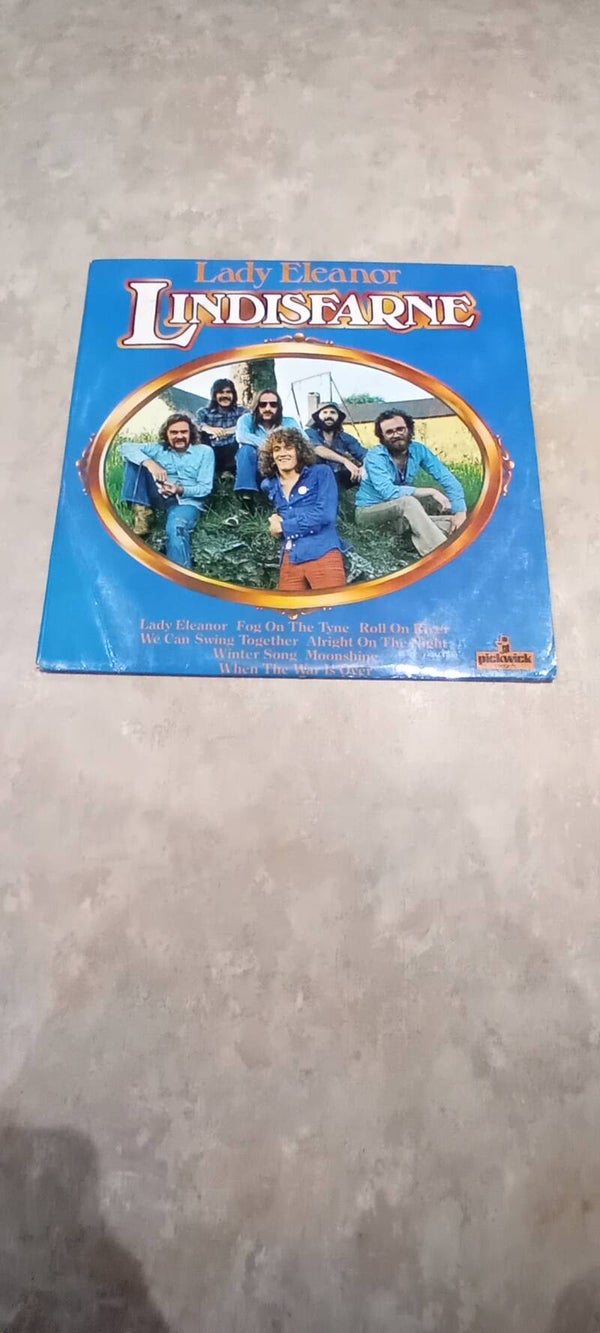 Lady Eleanor
LINDISFARNE
Lady Eleanor Fog On The Tyne Roll On River
We Can Swing Together Alright On The Night
Winter Song Moonshine
When The War Is Over
pickwick